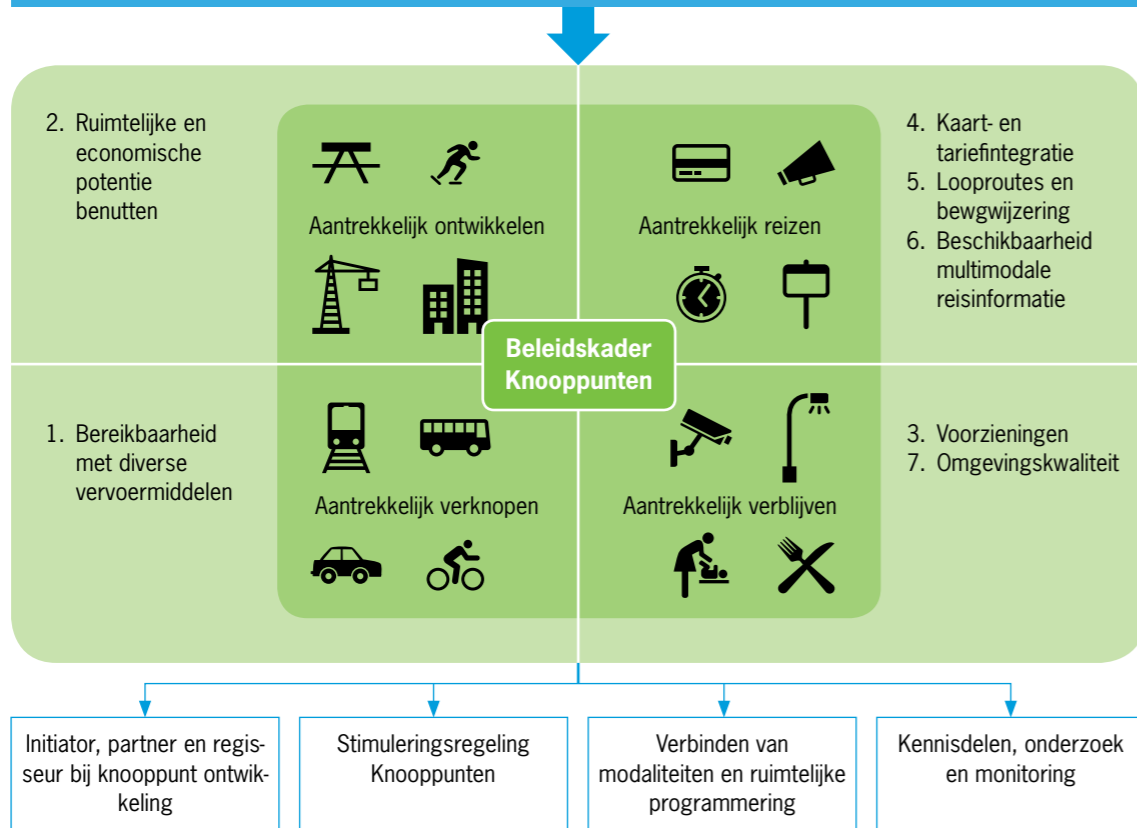 2. Ruimtelijke en
economische
potentie
benutten
Aantrekkelijk ontwikkelen
Aantrekkelijk reizen
4. Kaart- en
tariefintegratie
5. Looproutes en
bewgwijzering
6. Beschikbaarheid
multimodale
reisinformatie
Beleidskader
Knooppunten
1. Bereikbaarheid
met diverse
vervoermiddelen
Aantrekkelijk verknopen
Aantrekkelijk verblijven
3. Voorzieningen
7. Omgevingskwaliteit
Initiator, partner en regis-
seur bij knooppunt ontwik-
keling
Stimuleringsregeling
Knooppunten
Verbinden van
modaliteiten en ruimtelijke
programmering
Kennisdelen, onderzoek
en monitoring